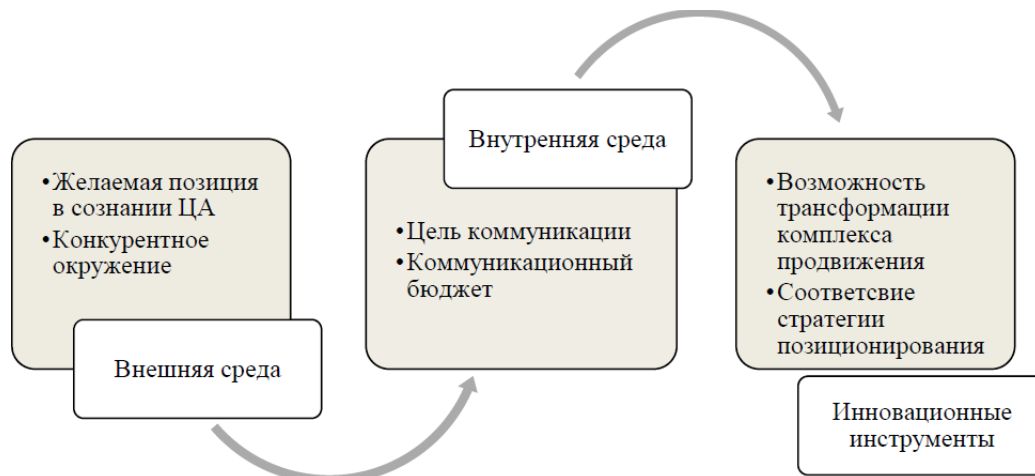 •Желаемая позиция
в сознании ЦА
•Конкурентное
окружение
Внешняя среда
Внутренняя среда
•Цель коммуникации
•Коммуникационный
бюджет
•Возможность
трансформации
комплекса
продвижения
•Соответсвие
стратегии
позиционирования
Инновационные
инструменты